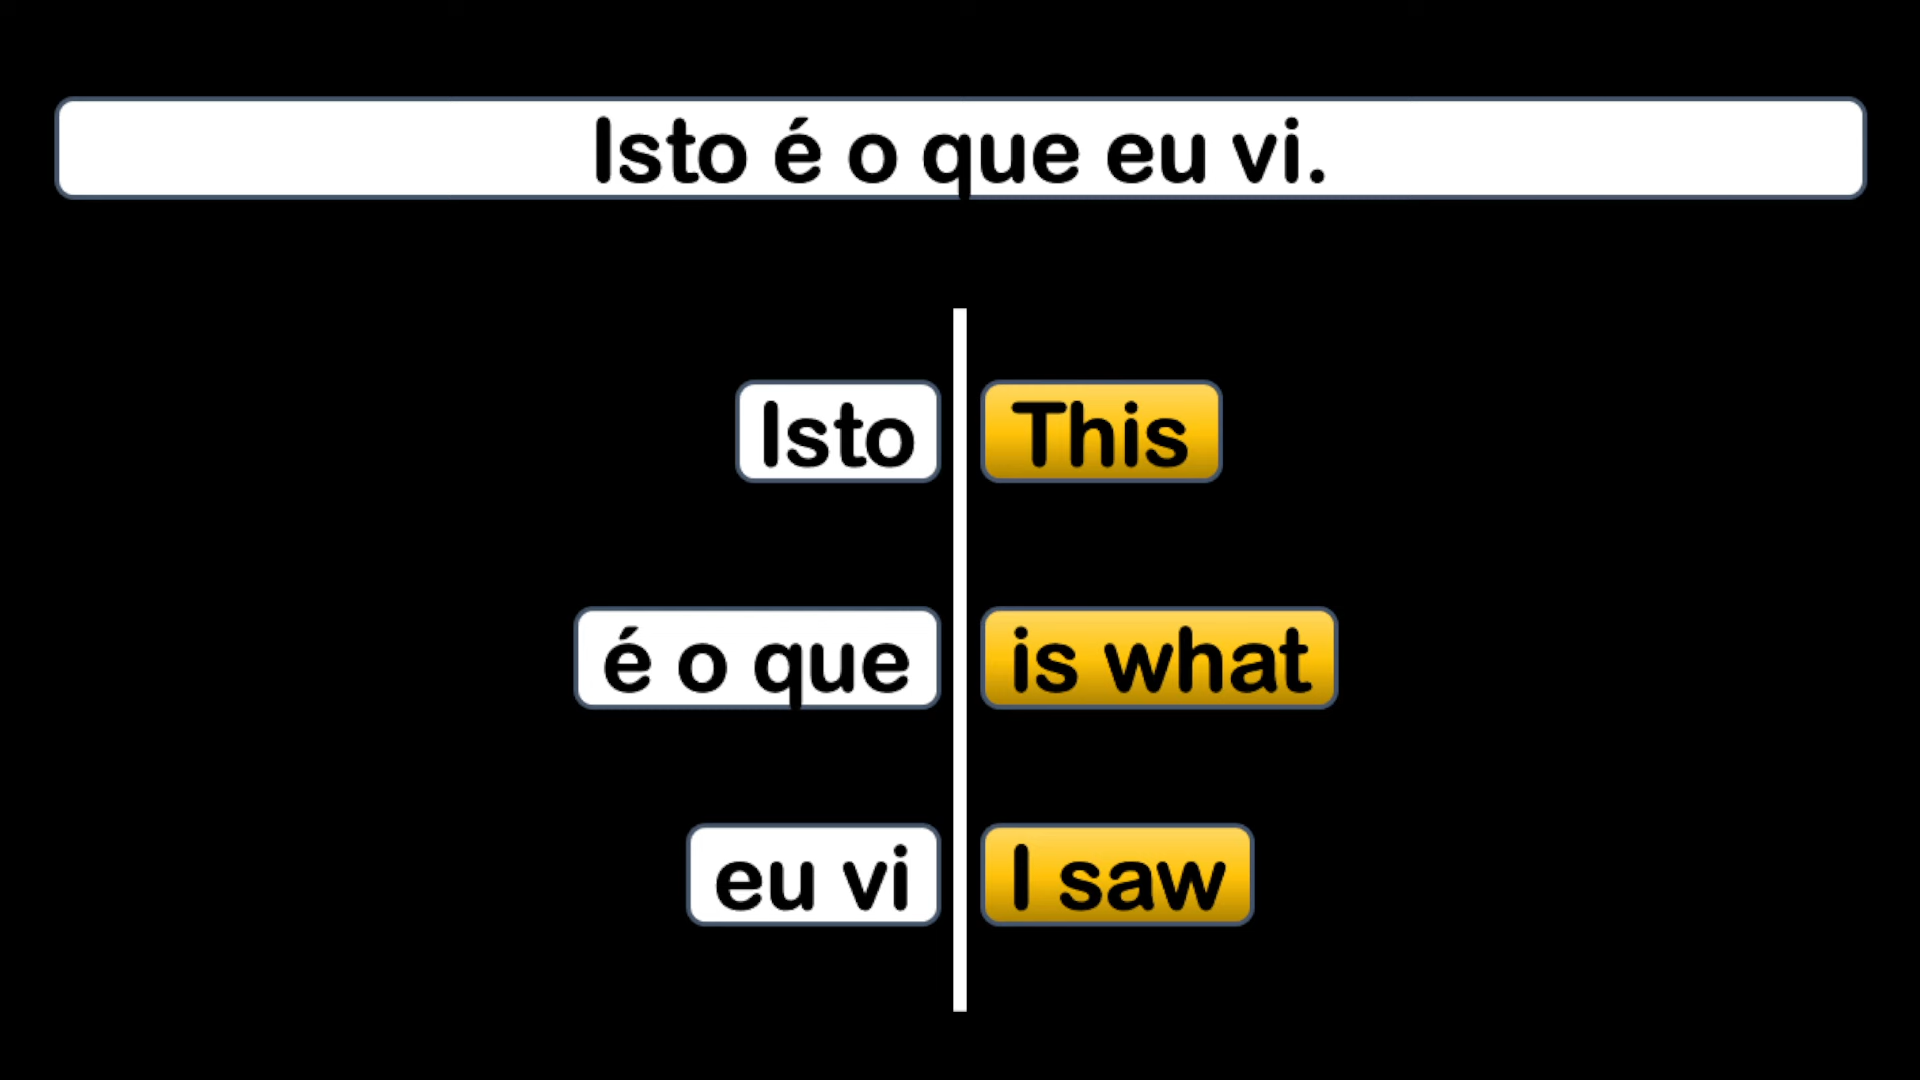 Isto é o que eu vi.
Isto This
é o que is what
eu vi I saw